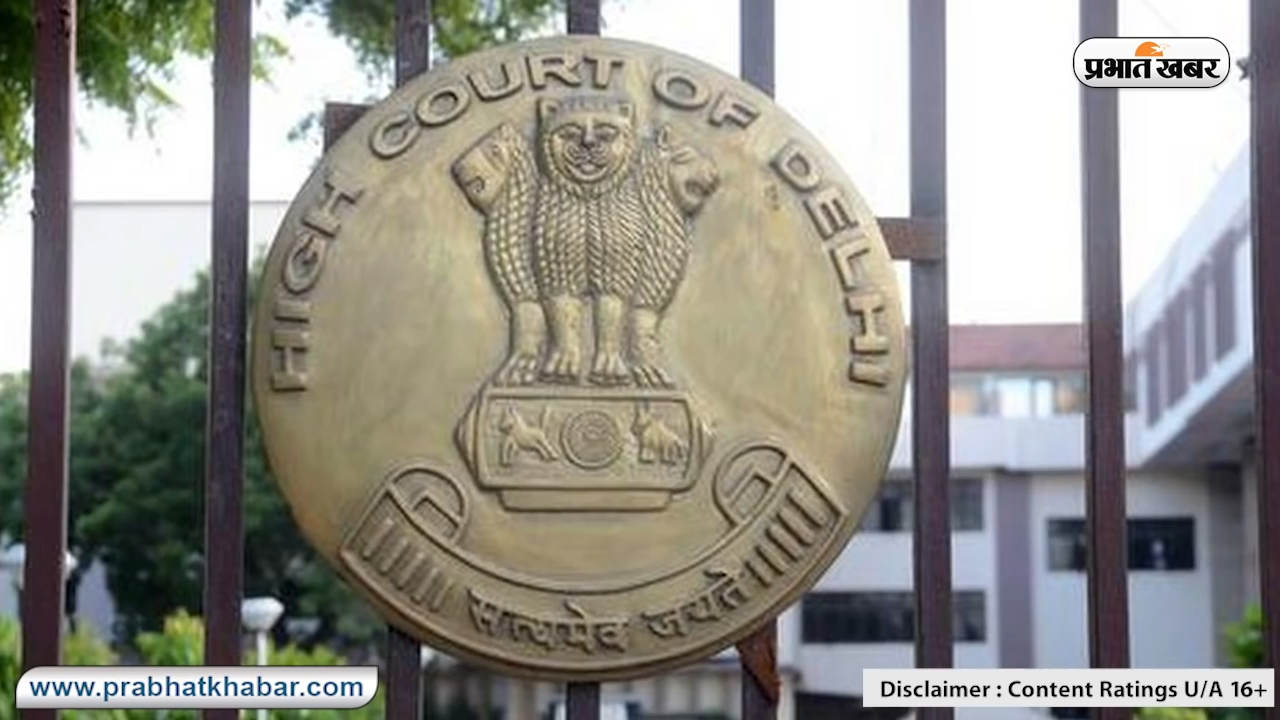 प्रभात खबर
HIGH COURT OF DELHI
सत्यमेव जयते
www.prabhatkhabar.com
Disclaimer : Content Ratings U/A 16+